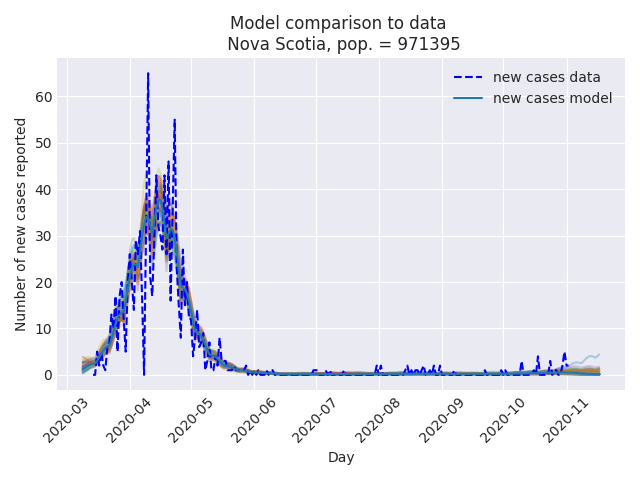 Model comparison to data
Nova Scotia, pop. = 971395
new cases data
new cases model
Number of new cases reported
60
50
40
30
20
10
0
2020-03
2020-04
2020-05
2020-06
2020-07
2020-08
2020-09
2020-10
2020-11
Day